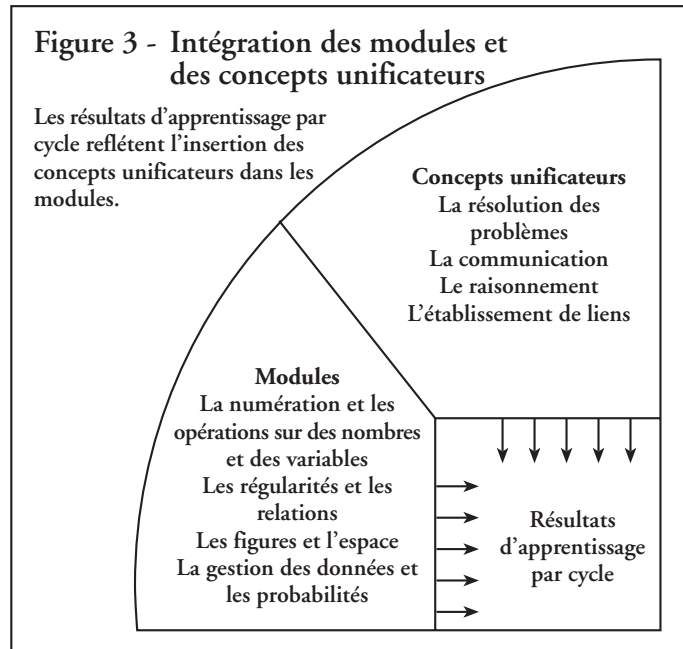 Figure 3 - Intégration des modules et
des concepts unificateurs
Les résultats d'apprentissage par
cycle reflétent l'insertion des
concepts unificateurs dans les
modules.
Concepts unificateurs
La résolution des
problèmes
La communication
Le raisonnement
L'établissement de liens
Modules
La numération et les
opérations sur des nombres
et des variables
Les régularités et les
relations
Les figures et l'espace
La gestion des données et
les probabilités
Résultats
d'apprentissage
par cycle